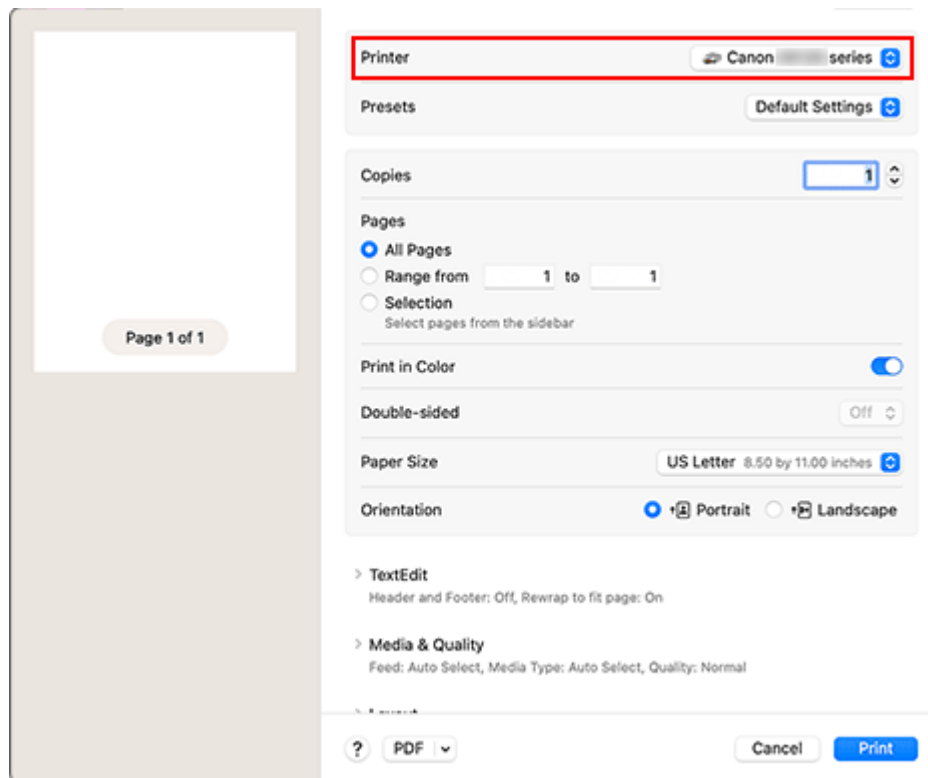 Printer
Canon series
Presets
Default Settings
Copies
1
Pages
All Pages
Range from 1 to 1
Selection
Select pages from the sidebar
Page 1 of 1
Print in Color
Double-sided
Off
Paper Size
US Letter 8.50 by 11.00 inches
Orientation
Portrait
Landscape
TextEdit
Header and Footer: Off, Rewrap to fit page: On
Media & Quality
Feed: Auto Select, Media Type: Auto Select, Quality: Normal
?
PDF
Cancel
Print